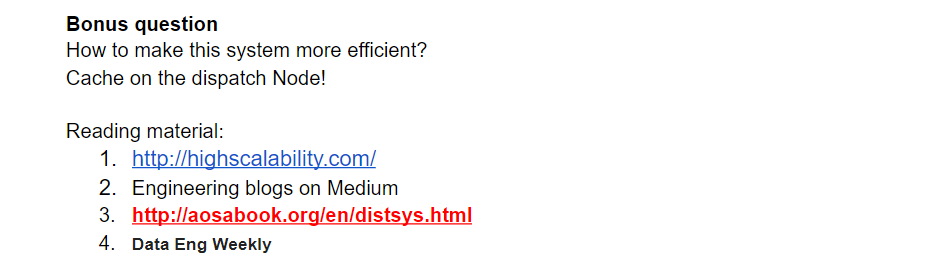 Bonus question
How to make this system more efficient?
Cache on the dispatch Node!
Reading material:
1. http://highscalability.com/
2. Engineering blogs on Medium
3. http://aosabook.org/en/distsys.html
4. Data Eng Weekly